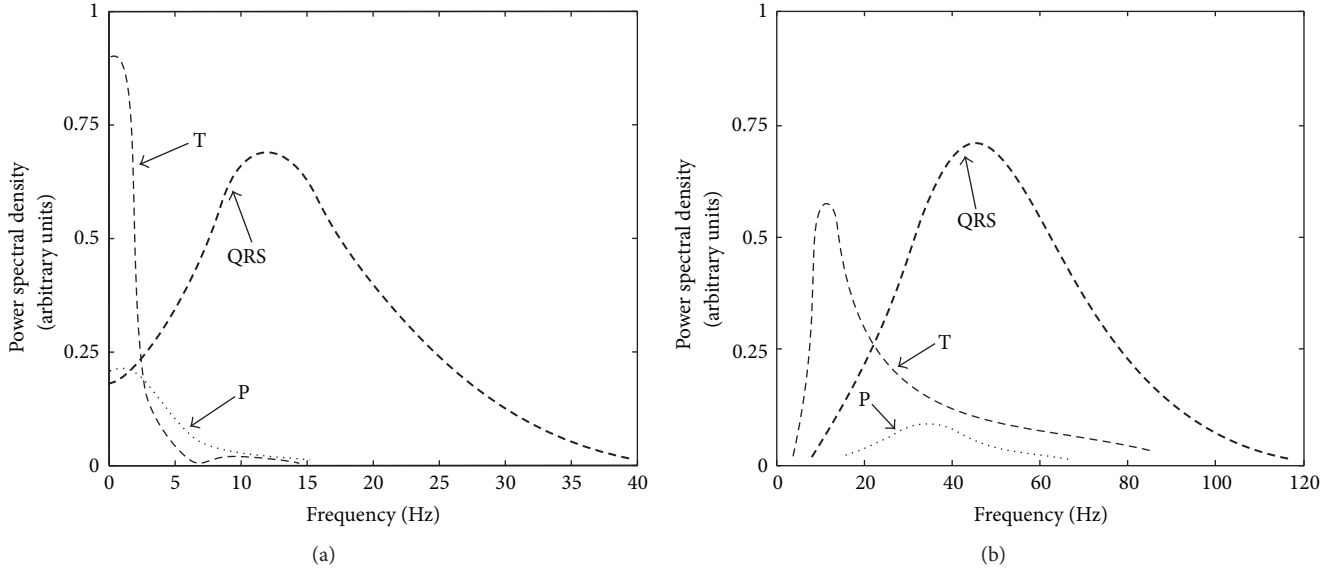 1
0.75
0.5
0.25
0
Power spectral density
(arbitrary units)
T
QRS
P
0 5 10 15 20 25 30 35 40
Frequency (Hz)
(a)
1
0.75
0.5
0.25
0
Power spectral density
(arbitrary units)
QRS
T
P
0 20 40 60 80 100 120
Frequency (Hz)
(b)